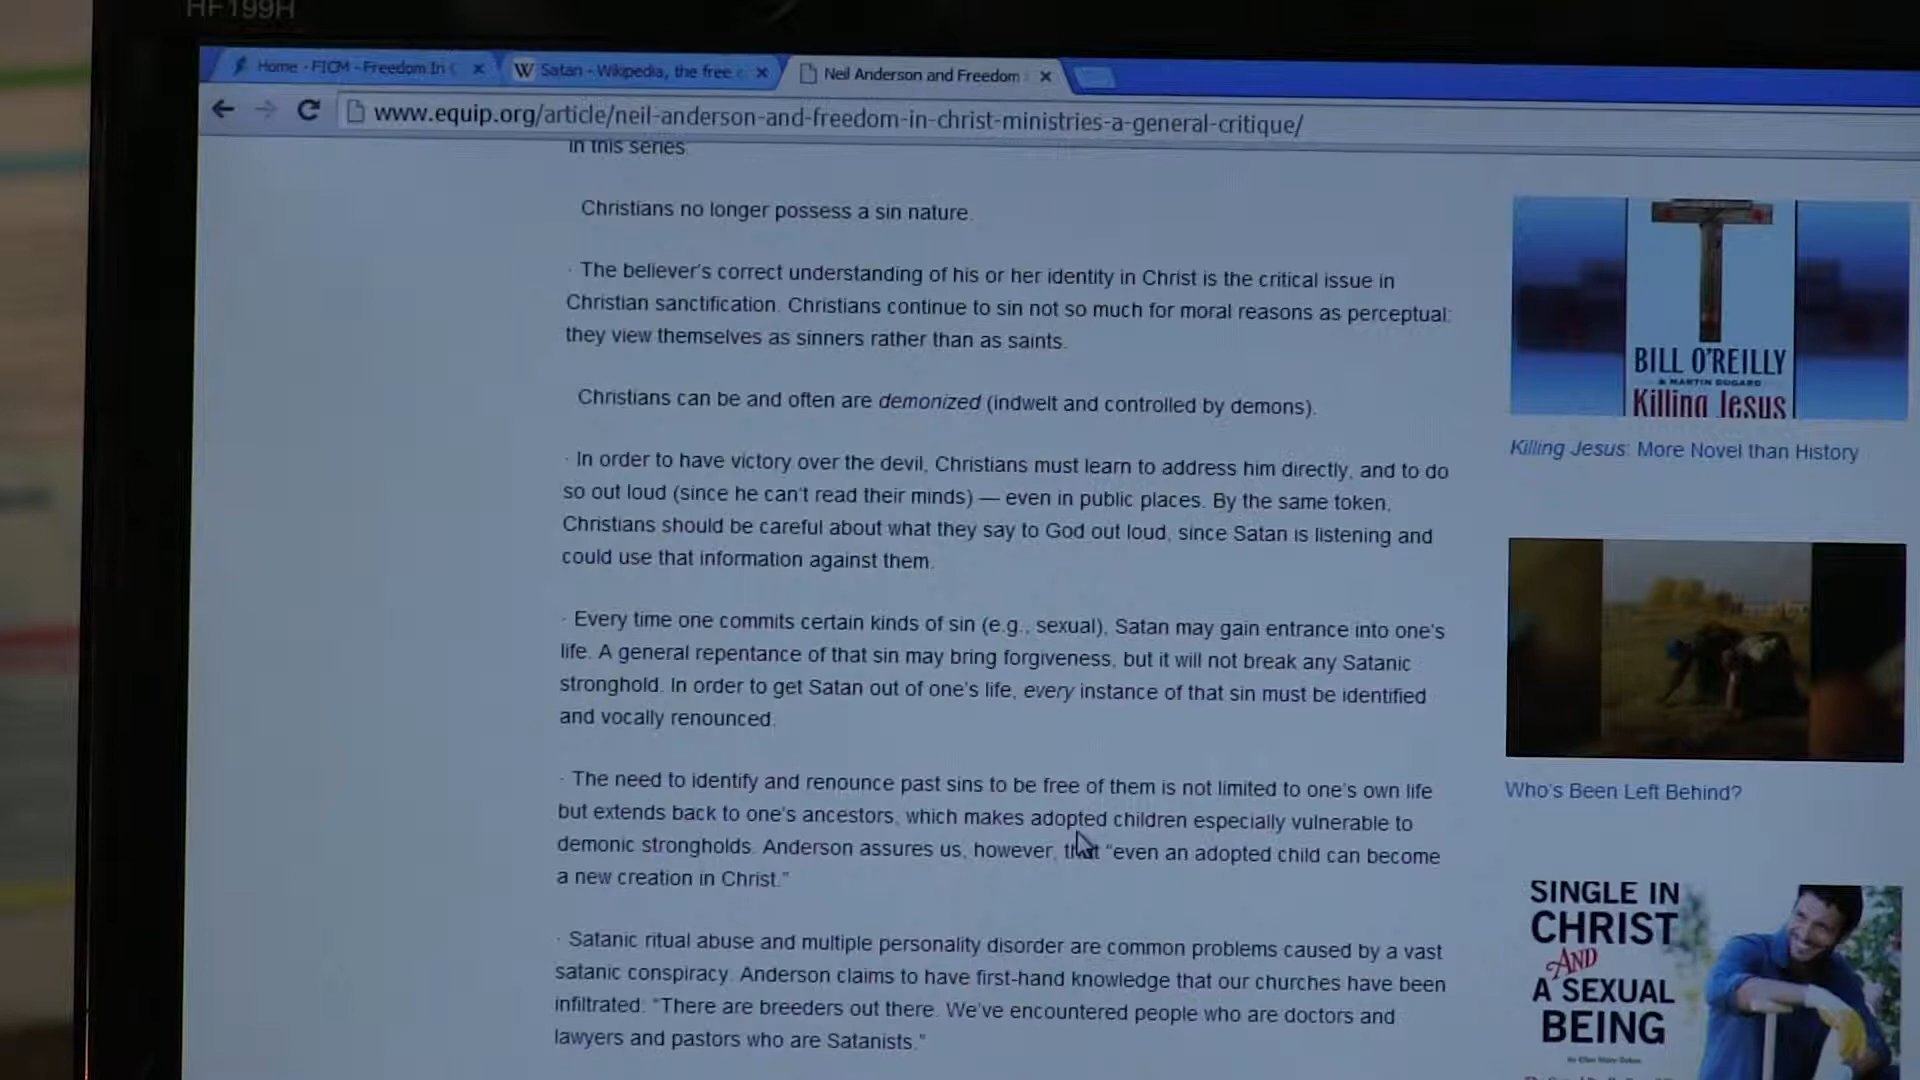 HF199H
Home - FICM - Freedom In C
Satan - Wikipedia, the free
Neil Anderson and Freedom
www.equip.org/article/neil-anderson-and-freedom-in-christ-ministries-a-general-critique/
in this series.
Christians no longer possess a sin nature.
· The believer's correct understanding of his or her identity in Christ is the critical issue in
Christian sanctification. Christians continue to sin not so much for moral reasons as perceptual:
they view themselves as sinners rather than as saints.
Christians can be and often are demonized (indwelt and controlled by demons).
· In order to have victory over the devil, Christians must learn to address him directly, and to do
so out loud (since he can't read their minds) — even in public places. By the same token,
Christians should be careful about what they say to God out loud, since Satan is listening and
could use that information against them.
· Every time one commits certain kinds of sin (e.g., sexual), Satan may gain entrance into one's
life. A general repentance of that sin may bring forgiveness, but it will not break any Satanic
stronghold. In order to get Satan out of one's life, every instance of that sin must be identified
and vocally renounced.
· The need to identify and renounce past sins to be free of them is not limited to one's own life
but extends back to one's ancestors, which makes adopted children especially vulnerable to
demonic strongholds. Anderson assures us, however, that "even an adopted child can become
a new creation in Christ."
· Satanic ritual abuse and multiple personality disorder are common problems caused by a vast
satanic conspiracy. Anderson claims to have first-hand knowledge that our churches have been
infiltrated: "There are breeders out there. We've encountered people who are doctors and
lawyers and pastors who are Satanists."
BILL O'REILLY
& MARTIN DUGARD
Killing Jesus
Killing Jesus: More Novel than History
Who's Been Left Behind?
SINGLE IN
CHRIST
AND
A SEXUAL
BEING